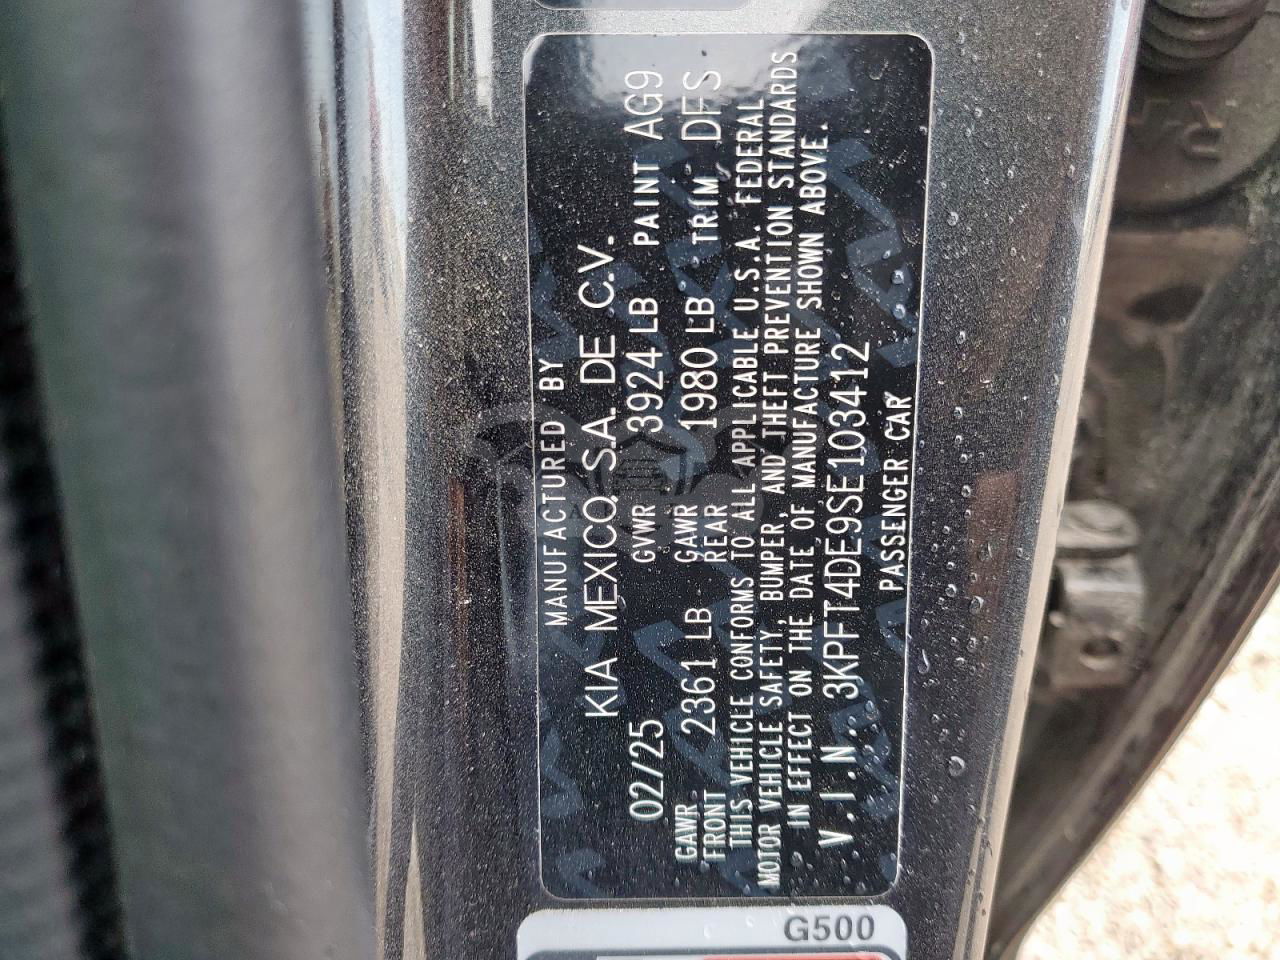 MANUFACTURED BY
KIA MEXICO. S.A. DE C.V.
02/25 GVWR 3924 LB PAINT AG9
GAWR FRONT 2361 LB GAWR REAR 1980 LB TRIM DFS
THIS VEHICLE CONFORMS TO ALL APPLICABLE U.S.A. FEDERAL
MOTOR VEHICLE SAFETY, BUMPER, AND THEFT PREVENTION STANDARDS
IN EFFECT ON THE DATE OF MANUFACTURE SHOWN ABOVE.
V.I.N. 3KPFT4DE9SE103412
PASSENGER CAR
G500